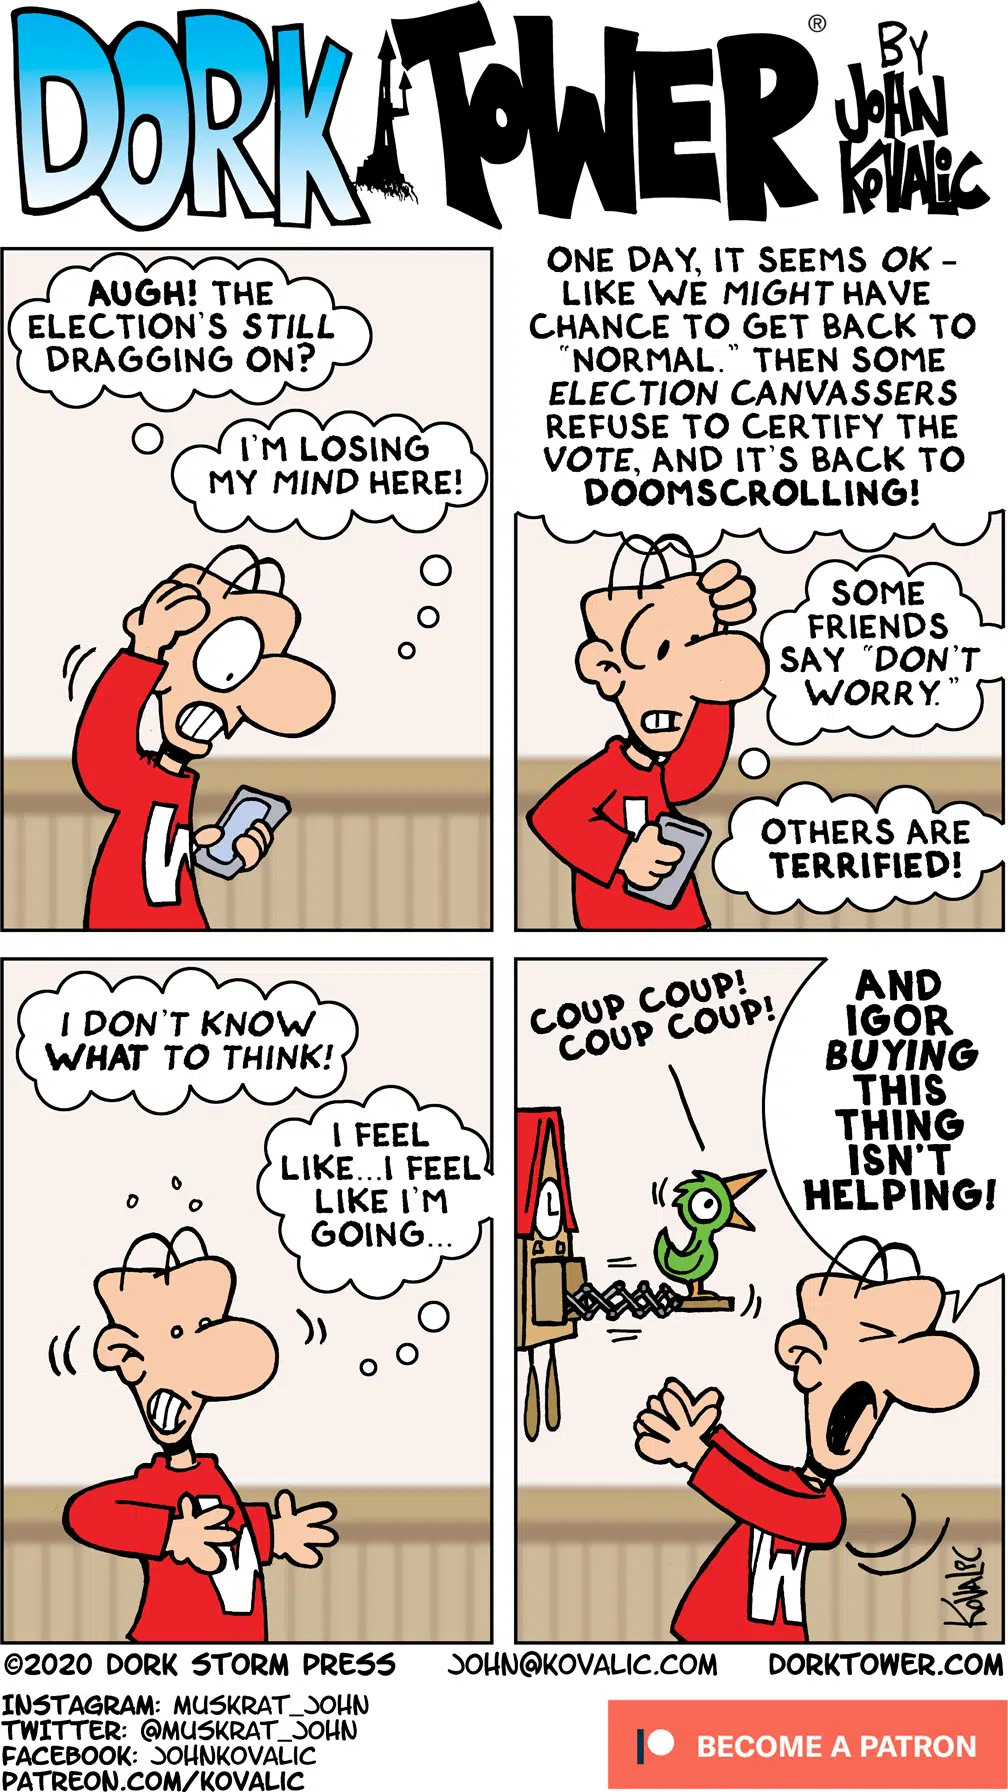 DORK TOWER ®
BY
JOHN
KOVALIC
AUGH! THE
ELECTION'S STILL
DRAGGING ON?
I'M LOSING
MY MIND HERE!
ONE DAY, IT SEEMS OK –
LIKE WE MIGHT HAVE
CHANCE TO GET BACK TO
"NORMAL." THEN SOME
ELECTION CANVASSERS
REFUSE TO CERTIFY THE
VOTE, AND IT'S BACK TO
DOOMSCROLLING!
SOME
FRIENDS
SAY "DON'T
WORRY."
OTHERS ARE
TERRIFIED!
W
I DON'T KNOW
WHAT TO THINK!
I FEEL
LIKE...I FEEL
LIKE I'M
GOING...
W
COUP COUP!
COUP COUP!
AND
IGOR
BUYING
THIS
THING
ISN'T
HELPING!
W
KOVALIC
©2020 DORK STORM PRESS JOHN@KOVALIC.COM DORKTOWER.COM
INSTAGRAM: MUSKRAT_JOHN
TWITTER: @MUSKRAT_JOHN
FACEBOOK: JOHNKOVALIC
PATREON.COM/KOVALIC
BECOME A PATRON